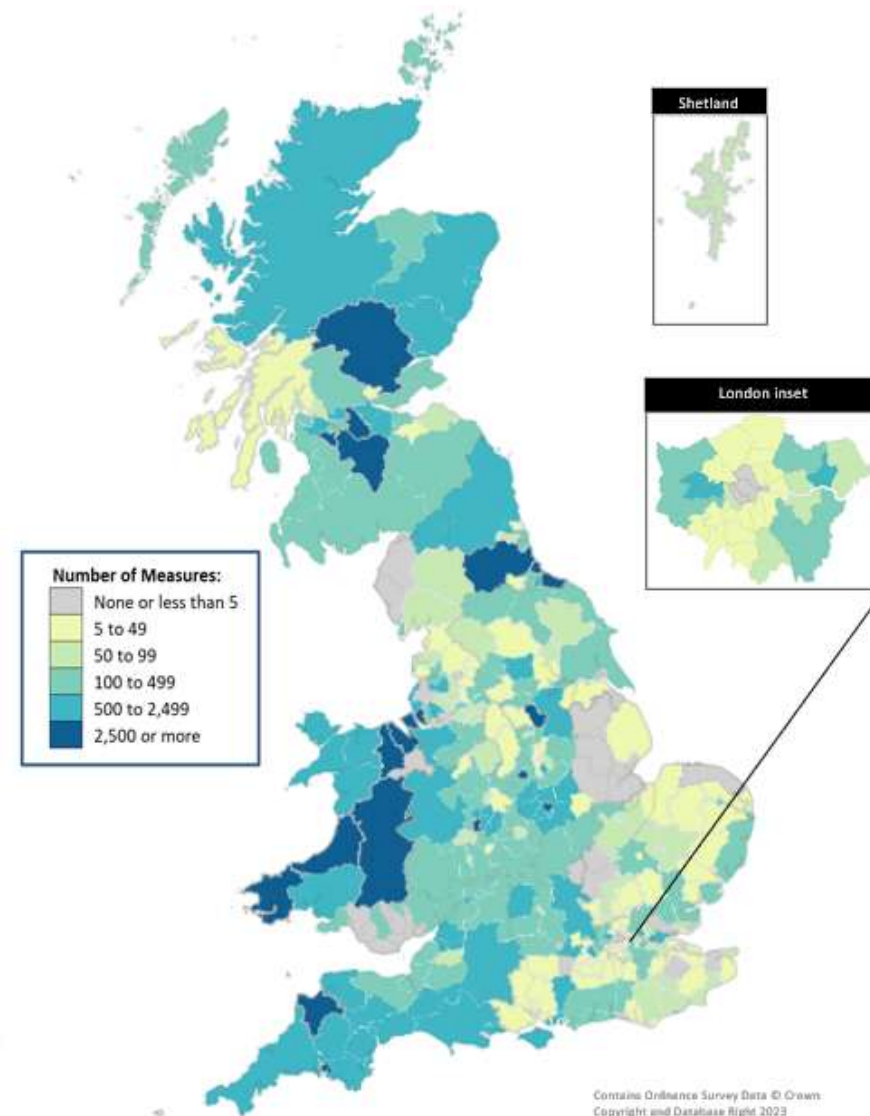 Shetland
London inset
Number of Measures:
None or less than 5
5 to 49
50 to 99
100 to 499
500 to 2,499
2,500 or more
Contains Ordnance Survey Data © Crown
Copyright and Database Right 2023